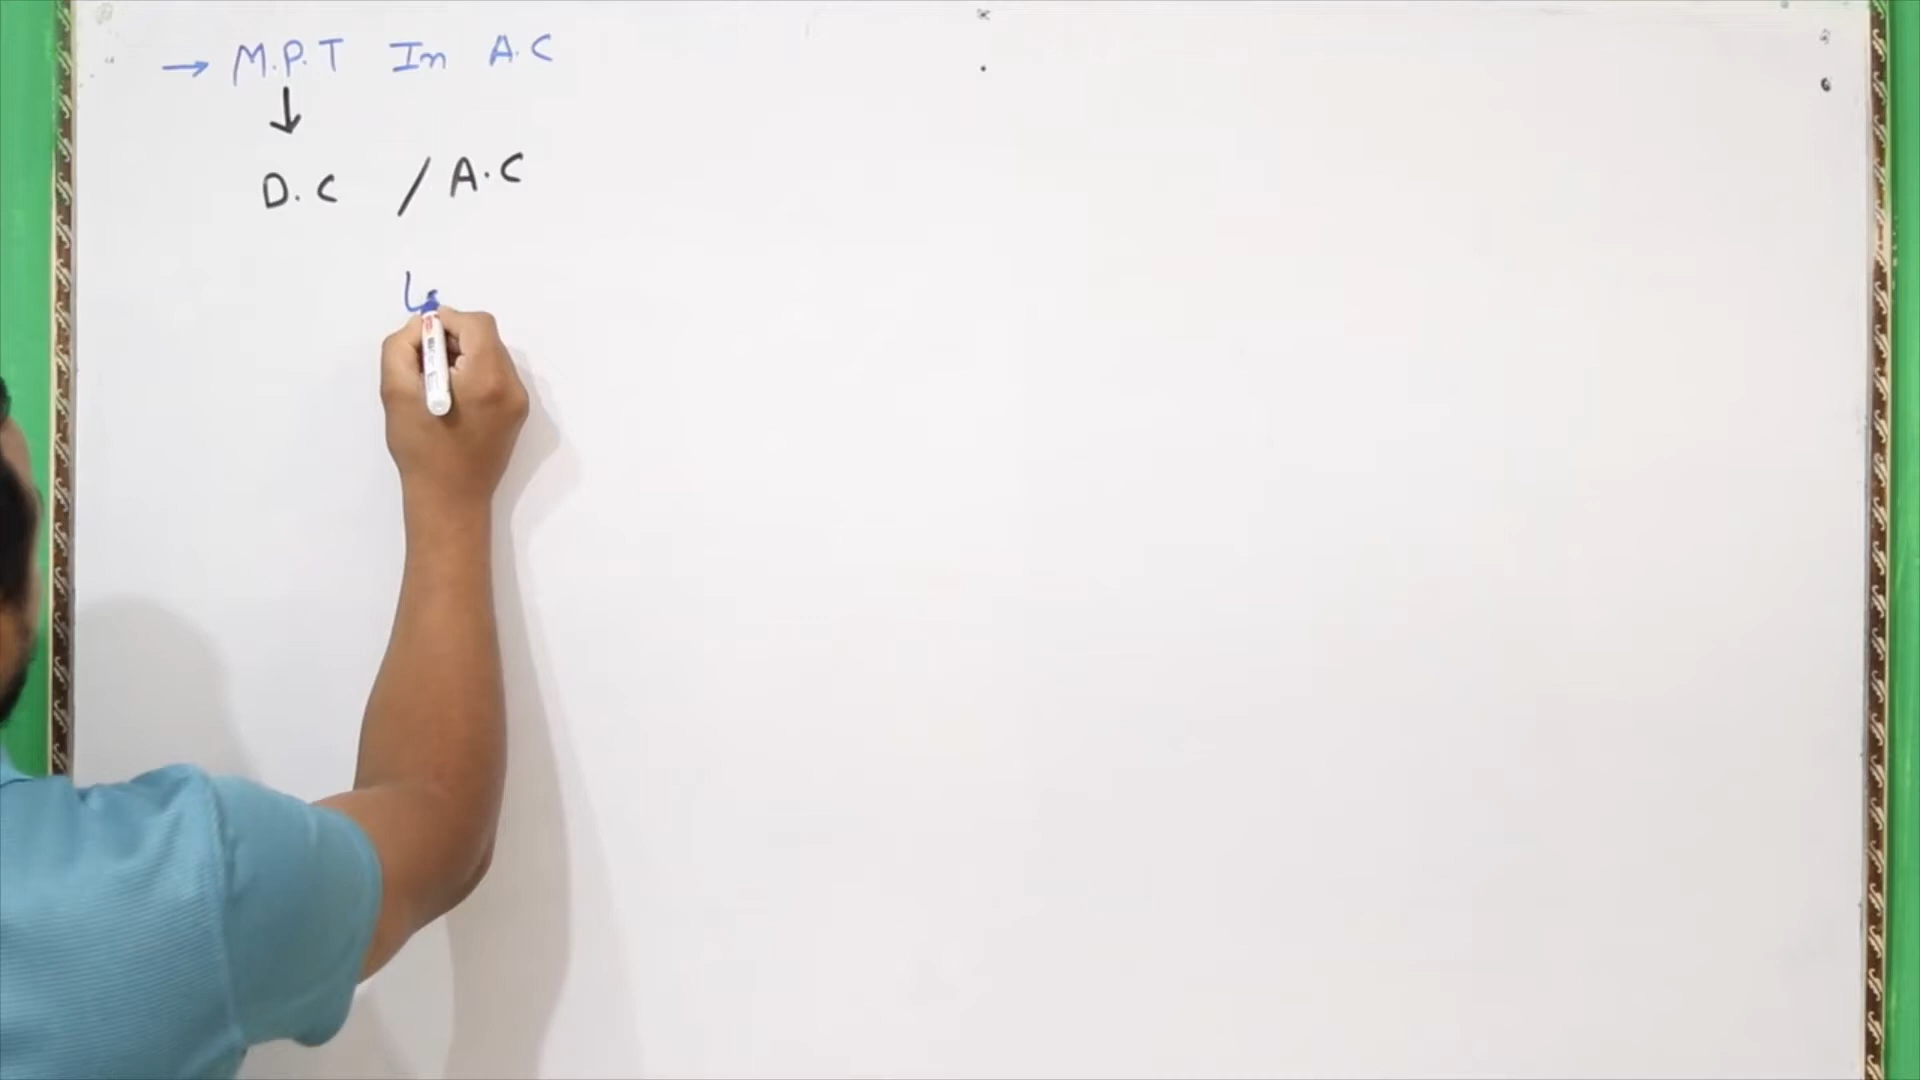 → M.P.T In A.C
↓
D.C / A.C